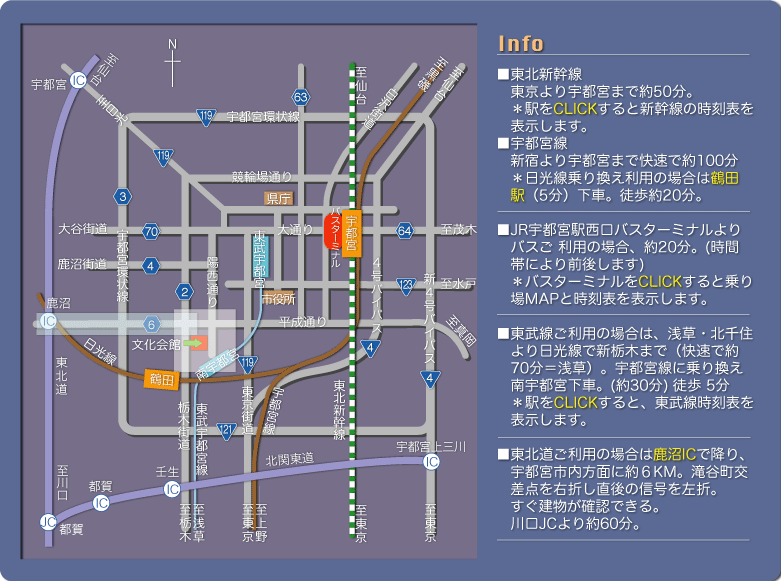 Info
■東北新幹線
東京より宇都宮まで約50分。
＊駅をCLICKすると新幹線の時刻表を
表示します。
■宇都宮線
新宿より宇都宮まで快速で約100分
＊日光線乗り換え利用の場合は鶴田
駅（5分）下車。徒歩約20分。
■JR宇都宮駅西口バスターミナルより
バスご 利用の場合、約20分。(時間
帯により前後します)
＊バスターミナルをCLICKすると乗り
場MAPと時刻表を表示します。
■東武線ご利用の場合は、浅草・北千住
より日光線で新栃木まで（快速で約
70分＝浅草）。宇都宮線に乗り換え
南宇都宮下車。(約30分) 徒歩 5分
＊駅をCLICKすると、東武線時刻表を
表示します。
■東北道ご利用の場合は鹿沼ICで降り、
宇都宮市内方面に約６KM。滝谷町交
差点を右折し直後の信号を左折。
すぐ建物が確認できる。
川口JCより約60分。
N
宇都宮
IC
至仙台
至日光
119
宇都宮環状線
63
至仙台
日光街道
至黒磯
至仙台
119
競輪場通り
3
県庁
大谷街道
70
大通り
バスターミナル
宇都宮
64
至茂木
宇都宮環状線
鹿沼街道
4
陽西通り
東武宇都宮
4号バイパス
新4号バイパス
123
至水戸
2
市役所
鹿沼
IC
6
平成通り
至真岡
文化会館
日光線
南宇都宮
119
4
東北道
鶴田
4
栃木街道
東武宇都宮線
東京街道
宇都宮線
東北新幹線
121
宇都宮上三川
IC
北関東道
至川口
壬生
IC
都賀
IC
JC
都賀
至栃木
至浅草
至東京
至上野
至東京
至東京